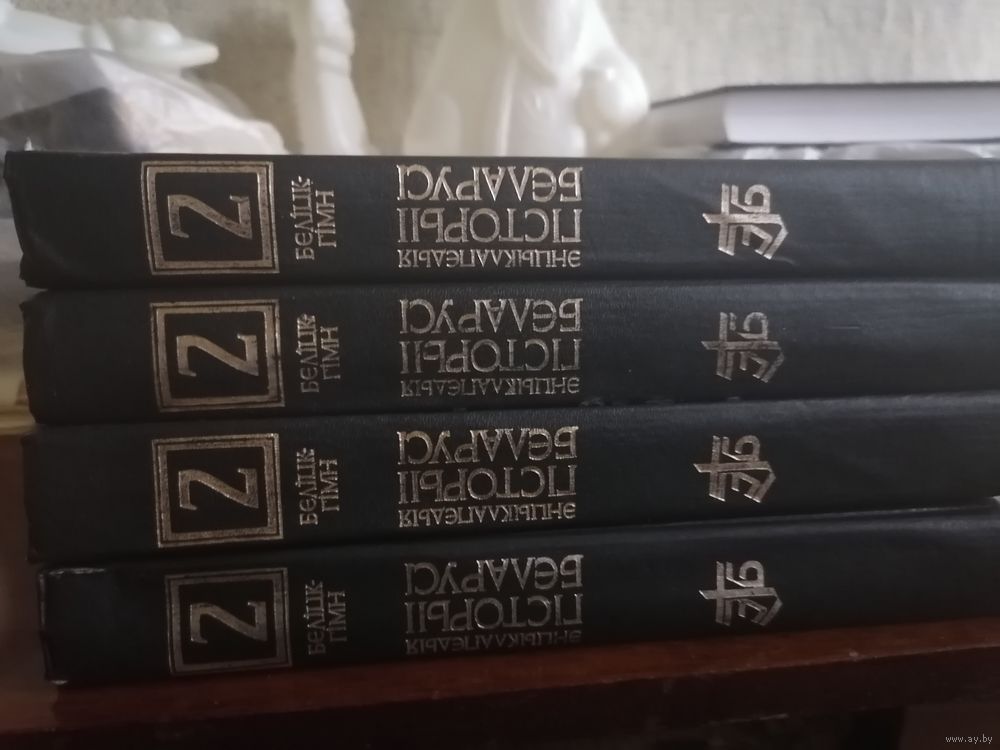 2
БЕЛІЦК-
ГІМН
ЭНЦЫКЛАПЕДЫЯ
ГІСТОРЫІ
БЕЛАРУСІ
2
БЕЛІЦК-
ГІМН
ЭНЦЫКЛАПЕДЫЯ
ГІСТОРЫІ
БЕЛАРУСІ
2
БЕЛІЦК-
ГІМН
ЭНЦЫКЛАПЕДЫЯ
ГІСТОРЫІ
БЕЛАРУСІ
2
БЕЛІЦК-
ГІМН
ЭНЦЫКЛАПЕДЫЯ
ГІСТОРЫІ
БЕЛАРУСІ
www.ay.by